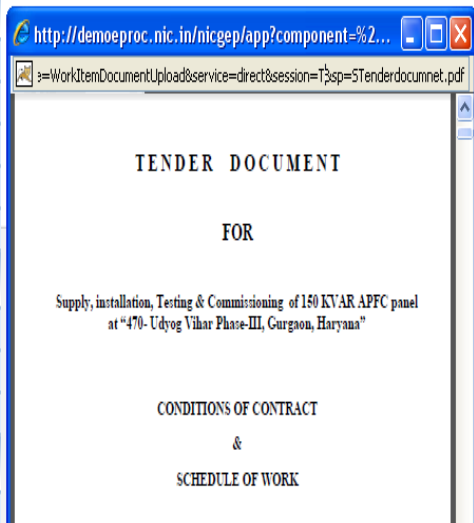 http://demoeproc.nic.in/nicgep/app?component=%2...
e=WorkItemDocumentUpload&service=direct&session=T&sp=STenderdocumnet.pdf
TENDER DOCUMENT
FOR
Supply, installation, Testing & Commissioning of 150 KVAR APFC panel
at “470- Udyog Vihar Phase-III, Gurgaon, Haryana”
CONDITIONS OF CONTRACT
&
SCHEDULE OF WORK